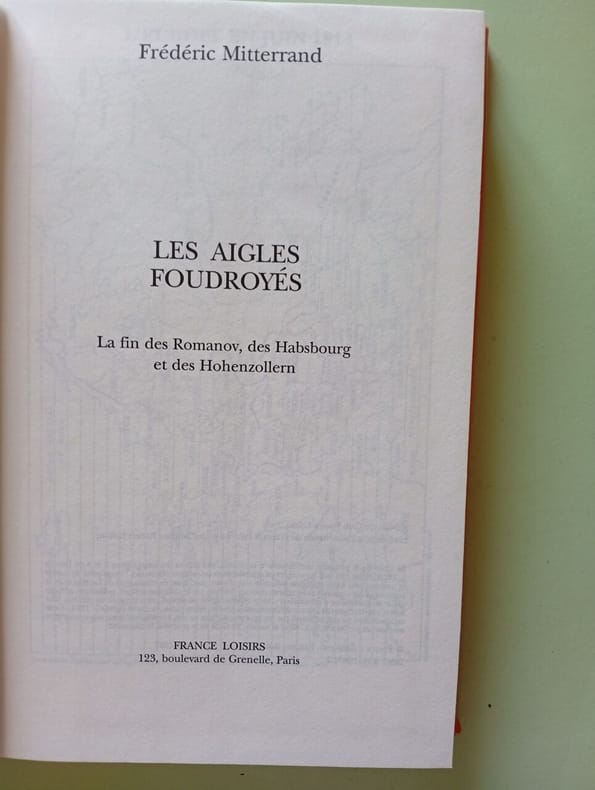 Frédéric Mitterrand
LES AIGLES
FOUDROYÉS
La fin des Romanov, des Habsbourg
et des Hohenzollern
FRANCE LOISIRS
123, boulevard de Grenelle, Paris